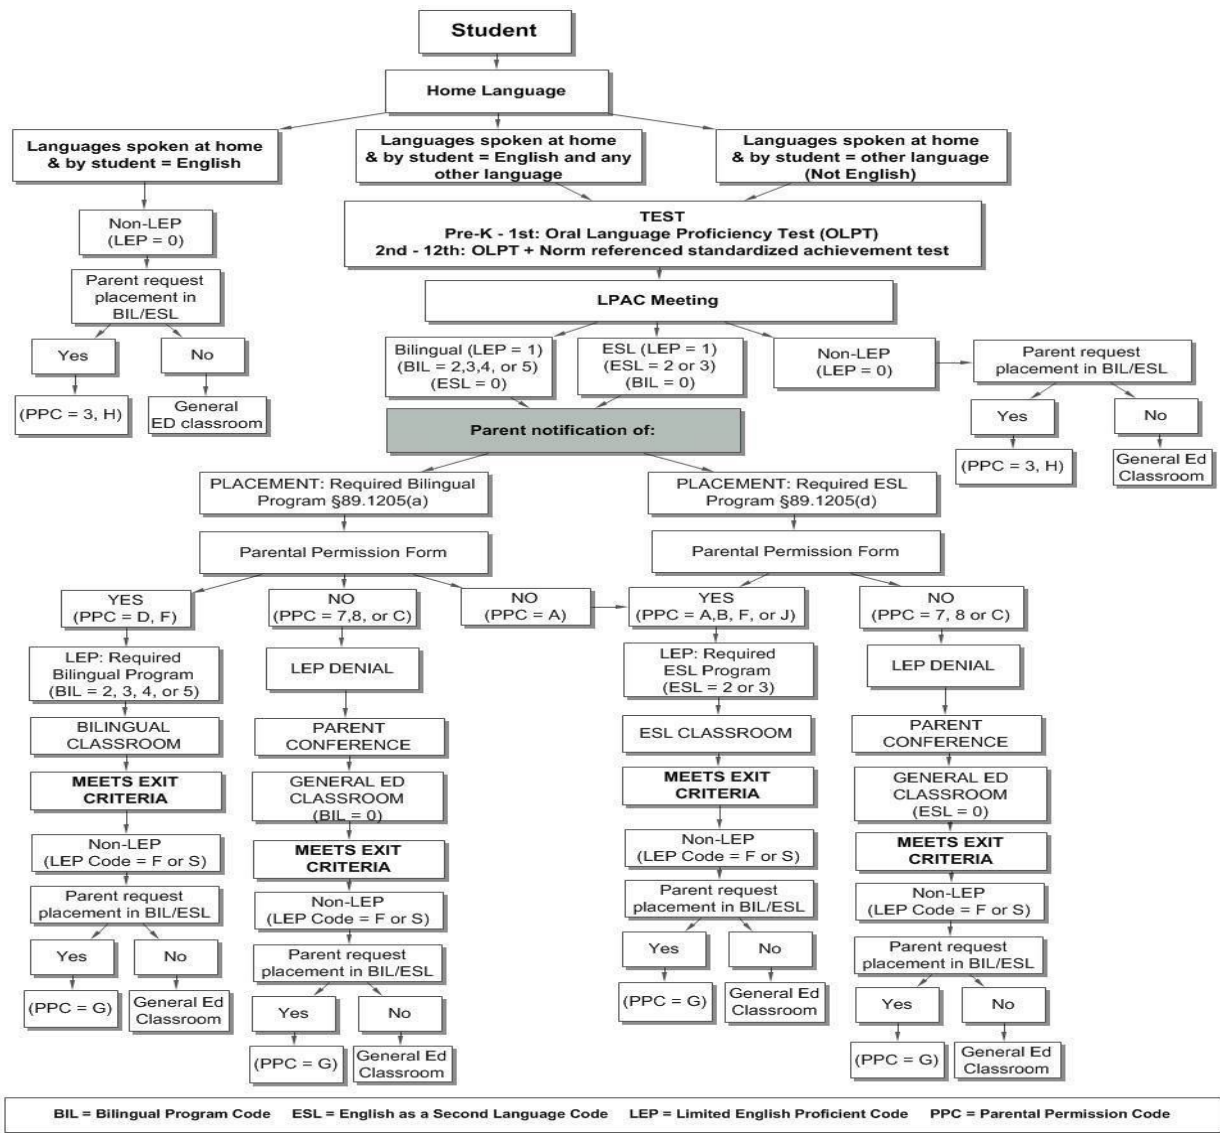 Student
Home Language
Languages spoken at home
& by student = English
Languages spoken at home
& by student = English and any
other language
Languages spoken at home
& by student = other language
(Not English)
Non-LEP
(LEP = 0)
Parent request
placement in
BIL/ESL
Yes
No
(PPC = 3, H)
General
ED classroom
TEST
Pre-K - 1st: Oral Language Proficiency Test (OLPT)
2nd - 12th: OLPT + Norm referenced standardized achievement test
LPAC Meeting
Bilingual (LEP = 1)
(BIL = 2,3,4, or 5)
(ESL = 0)
ESL (LEP = 1)
(ESL = 2 or 3)
(BIL = 0)
Non-LEP
(LEP = 0)
Parent request
placement in BIL/ESL
Yes
No
(PPC = 3, H)
General Ed
Classroom
Parent notification of:
PLACEMENT: Required Bilingual
Program §89.1205(a)
PLACEMENT: Required ESL
Program §89.1205(d)
Parental Permission Form
Parental Permission Form
YES
(PPC = D, F)
NO
(PPC = 7,8, or C)
NO
(PPC = A)
YES
(PPC = A,B, F, or J)
NO
(PPC = 7, 8 or C)
LEP: Required
Bilingual Program
(BIL = 2, 3, 4, or 5)
BILINGUAL
CLASSROOM
MEETS EXIT
CRITERIA
Non-LEP
(LEP Code = F or S)
Parent request
placement in BIL/ESL
Yes
No
(PPC = G)
General Ed
Classroom
LEP DENIAL
PARENT
CONFERENCE
GENERAL ED
CLASSROOM
(BIL = 0)
MEETS EXIT
CRITERIA
Non-LEP
(LEP Code = F or S)
Parent request
placement in BIL/ESL
Yes
No
(PPC = G)
General Ed
Classroom
LEP: Required
ESL Program
(ESL = 2 or 3)
ESL CLASSROOM
MEETS EXIT
CRITERIA
Non-LEP
(LEP Code = F or S)
Parent request
placement in BIL/ESL
Yes
No
(PPC = G)
General Ed
Classroom
LEP DENIAL
PARENT
CONFERENCE
GENERAL ED
CLASSROOM
(ESL = 0)
MEETS EXIT
CRITERIA
Non-LEP
(LEP Code = F or S)
Parent request
placement in BIL/ESL
Yes
No
(PPC = G)
General Ed
Classroom
BIL = Bilingual Program Code ESL = English as a Second Language Code LEP = Limited English Proficient Code PPC = Parental Permission Code